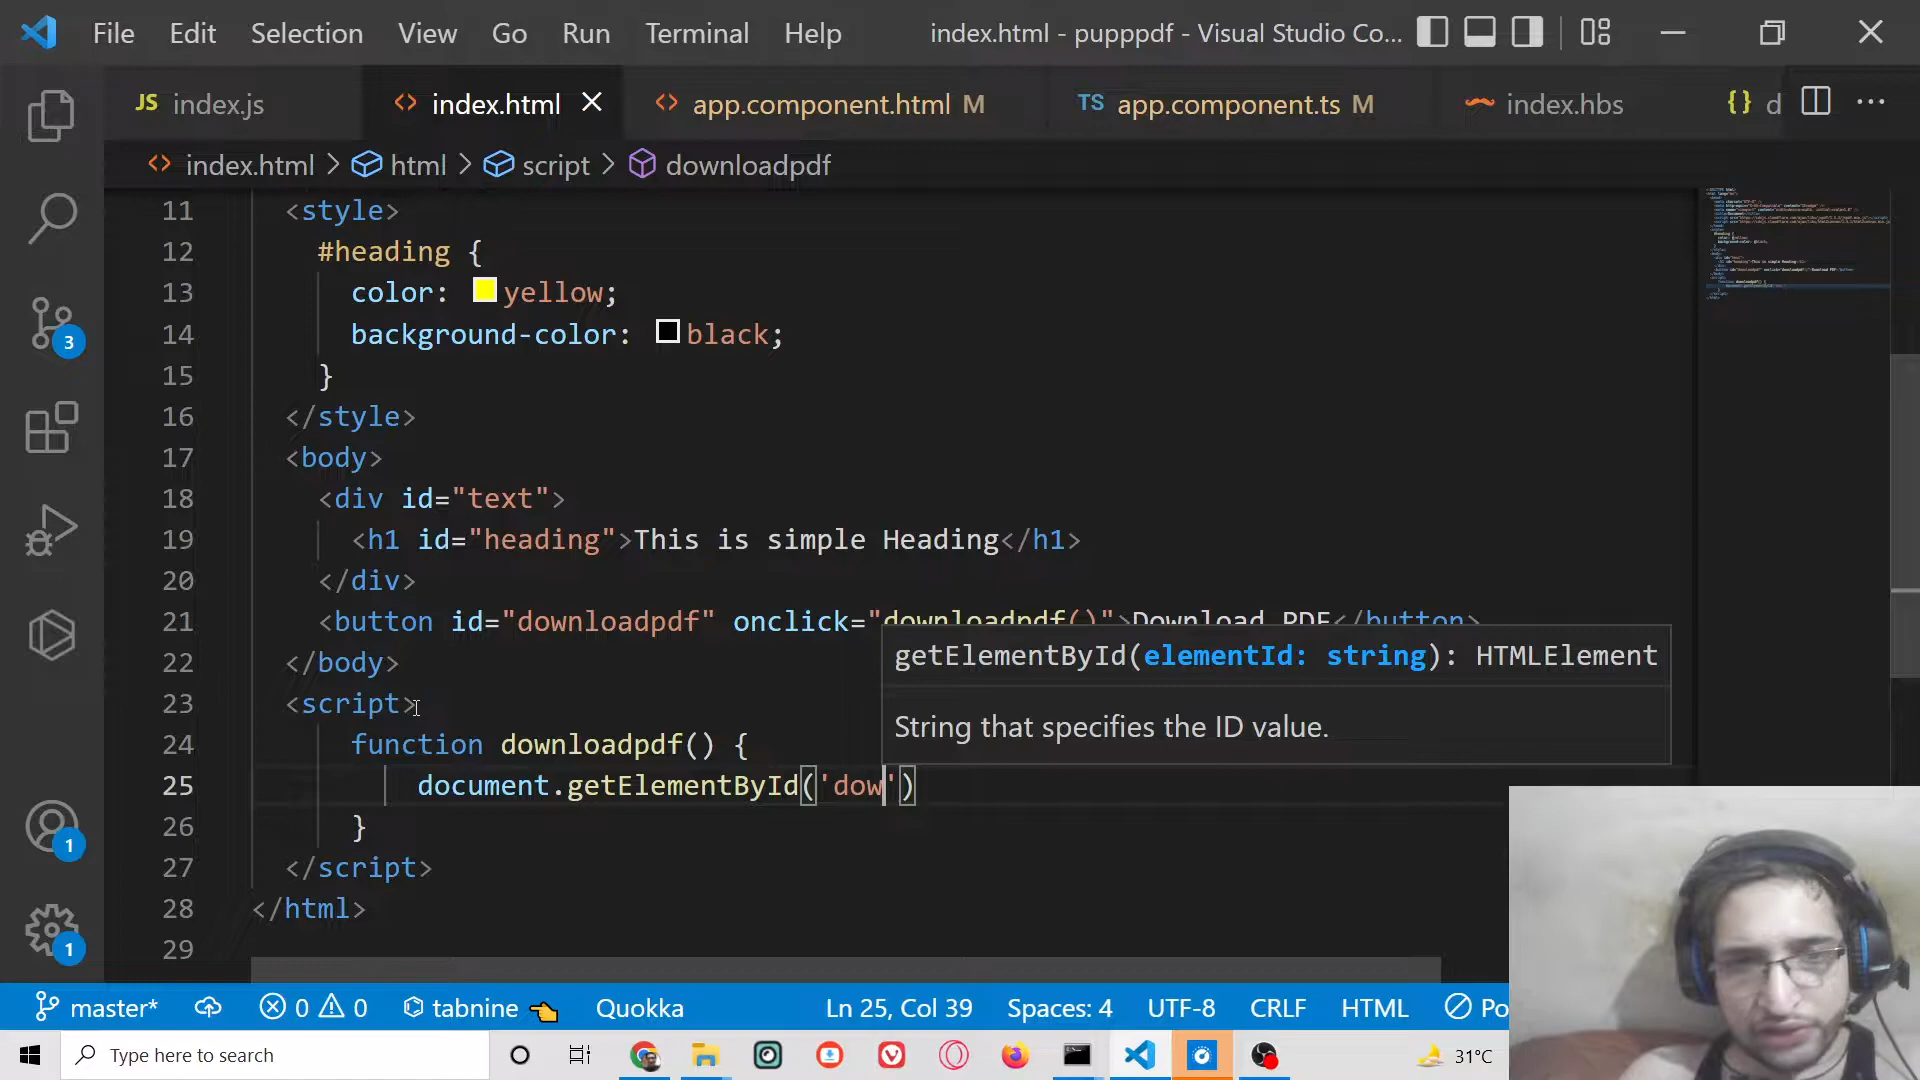 File Edit Selection View Go Run Terminal Help index.html - pupppdf - Visual Studio Co...
JS index.js index.html app.component.html M TS app.component.ts M index.hbs {} d ...
index.html > html > script > downloadpdf
11 <style>
12 #heading {
13 color: yellow;
14 background-color: black;
15 }
16 </style>
17 <body>
18 <div id="text">
19 <h1 id="heading">This is simple Heading</h1>
20 </div>
21 <button id="downloadpdf" onclick="downloadpdf()">Download PDF</button>
getElementById(elementId: string): HTMLElement
22 </body>
23 <script>
String that specifies the ID value.
24 function downloadpdf() {
25 document.getElementById('dow')
26 }
27 </script>
28 </html>
29
3
1
1
master* 0 0 tabnine Quokka Ln 25, Col 39 Spaces: 4 UTF-8 CRLF HTML Po
Type here to search 31°C